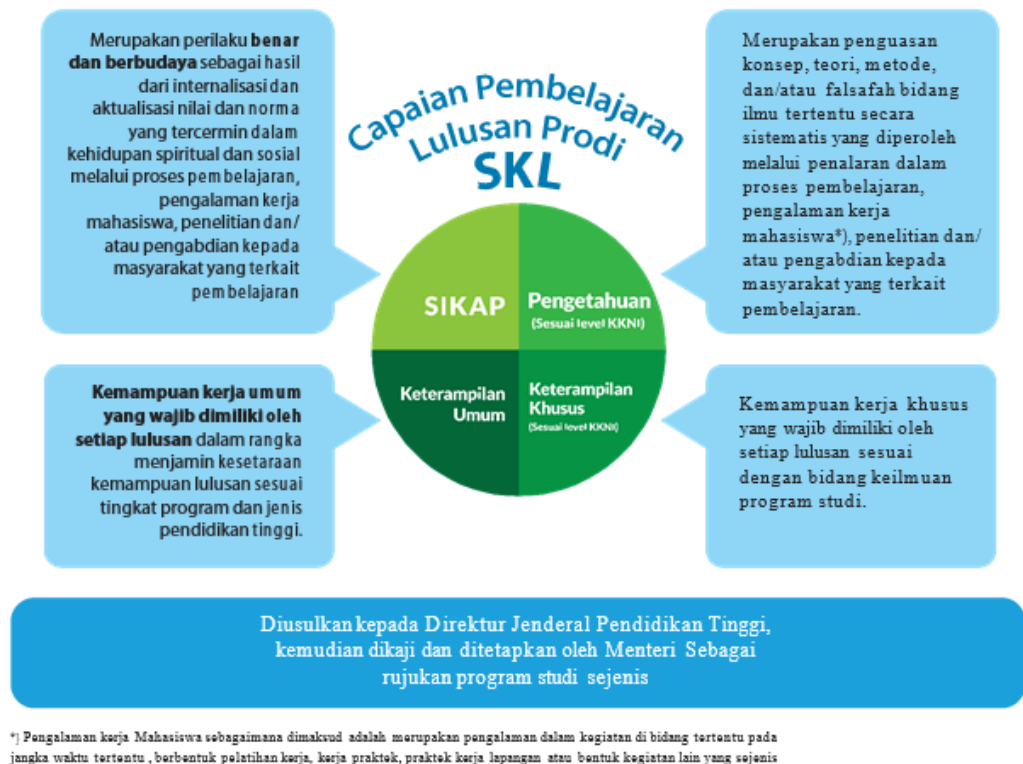 Capaian Pembelajaran
Lulusan Prodi
SKL
Merupakan perilaku benar
dan berbudaya sebagai hasil
dari internalisasi dan
aktualisasi nilai dan norma
yang tercermin dalam
kehidupan spiritual dan sosial
melalui proses pembelajaran,
pengalaman kerja
mahasiswa, penelitian dan/
atau pengabdian kepada
masyarakat yang terkait
pembelajaran
Merupakan penguasan
konsep, teori, metode,
dan/atau falsafah bidang
ilmu tertentu secara
sistematis yang diperoleh
melalui penalaran dalam
proses pembelajaran,
pengalaman kerja
mahasiswa*), penelitian dan/
atau pengabdian kepada
masyarakat yang terkait
pembelajaran.
SIKAP
Pengetahuan
(Sesuai level KKNI)
Keterampilan
Umum
Keterampilan
Khusus
(Sesuai level KKNI)
Kemampuan kerja umum
yang wajib dimiliki oleh
setiap lulusan dalam rangka
menjamin kesetaraan
kemampuan lulusan sesuai
tingkat program dan jenis
pendidikan tinggi.
Kemampuan kerja khusus
yang wajib dimiliki oleh
setiap lulusan sesuai
dengan bidang keilmuan
program studi.
Diusulkan kepada Direktur Jenderal Pendidikan Tinggi,
kemudian dikaji dan ditetapkan oleh Menteri Sebagai
rujukan program studi sejenis
*) Pengalaman kerja Mahasiswa sebagaimana dimaksud adalah merupakan pengalaman dalam kegiatan di bidang tertentu pada
jangka waktu tertentu , berbentuk pelatihan kerja, kerja praktek, praktek kerja lapangan atau bentuk kegiatan lain yang sejenis